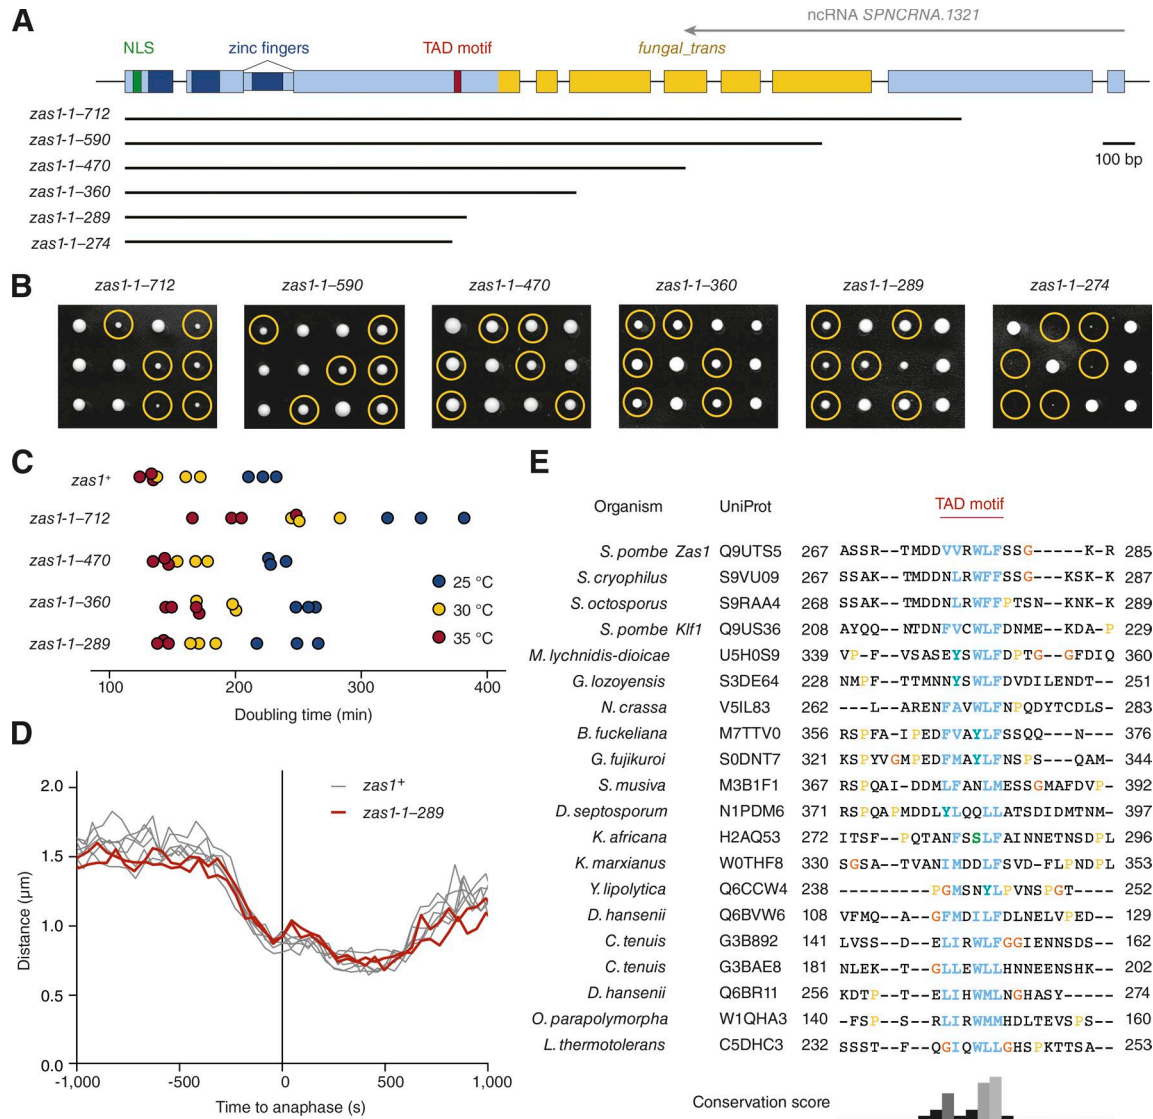 A
ncRNA SPNCRNA.1321
NLS
zinc fingers
TAD motif
fungal_trans
zas1-1–712
zas1-1–590
zas1-1–470
zas1-1–360
zas1-1–289
zas1-1–274
100 bp
B
zas1-1–712
zas1-1–590
zas1-1–470
zas1-1–360
zas1-1–289
zas1-1–274
C
zas1+
zas1-1–712
zas1-1–470
zas1-1–360
zas1-1–289
25 °C
30 °C
35 °C
100 200 300 400
Doubling time (min)
D
zas1+
zas1-1–289
2.0
1.5
1.0
0.5
0.0
Distance (μm)
-1,000 -500 0 500 1,000
Time to anaphase (s)
E
Organism UniProt TAD motif
S. pombe Zas1 Q9UTS5 267 ASSR--TMDDVVRWLFSSG-----K-R 285
S. cryophilus S9VU09 267 SSAK--TMDDNLRWFFSSG---KSK-K 287
S. octosporus S9RAA4 268 SSAK--TMDDNLRWFFPTSN--KNK-K 289
S. pombe Klf1 Q9US36 208 AYQQ--NTDNFVCWLFDNME--KDA-P 229
M. lychnidis-dioicae U5H0S9 339 VP-F--VSASEYSWLFDPTG--GFDIQ 360
G. lozoyensis S3DE64 228 NMPF--TTMNNYSWLFDVDILENDT-- 251
N. crassa V5IL83 262 ---L--ARENFAVWLFNPQDYTCDLS- 283
B. fuckeliana M7TTV0 356 RSPFA-IPEDFVAYLFSSQQ---N--- 376
G. fujikuroi S0DNT7 321 KSPYVGMPEDFMAYLFNSPS---QAM- 344
S. musiva M3B1F1 367 RSPQAI-DDMLFANLMESSGMAFDVP- 392
D. septosporum N1PDM6 371 RSPQAPMDDLYLQQLLATSDIDMTNM- 397
K. africana H2AQ53 272 ITSF--PQTANFSSLFAINNETNSDPL 296
K. marxianus W0THF8 330 SGSA--TVANIMDDLFSVD-FLPNDPL 353
Y. lipolytica Q6CCW4 238 ---------PGMSNYLPVNSPGT---- 252
D. hansenii Q6BVW6 108 VFMQ--A--GFMDILFDLNELVPED-- 129
C. tenuis G3B892 141 LVSS--D--ELIRWLFGGIENNSDS-- 162
C. tenuis G3BAE8 181 NLEK--T--GLLEWLLHNNEENSHK-- 202
D. hansenii Q6BR11 256 KDTP--T--ELIHWMLNGHASY----- 274
O. parapolymorpha W1QHA3 140 -FSP--S--RLIRWMMHDLTEVSPS-- 160
L. thermotolerans C5DHC3 232 SSST--F--QGIQWLLGHSPKTTSA-- 253
Conservation score